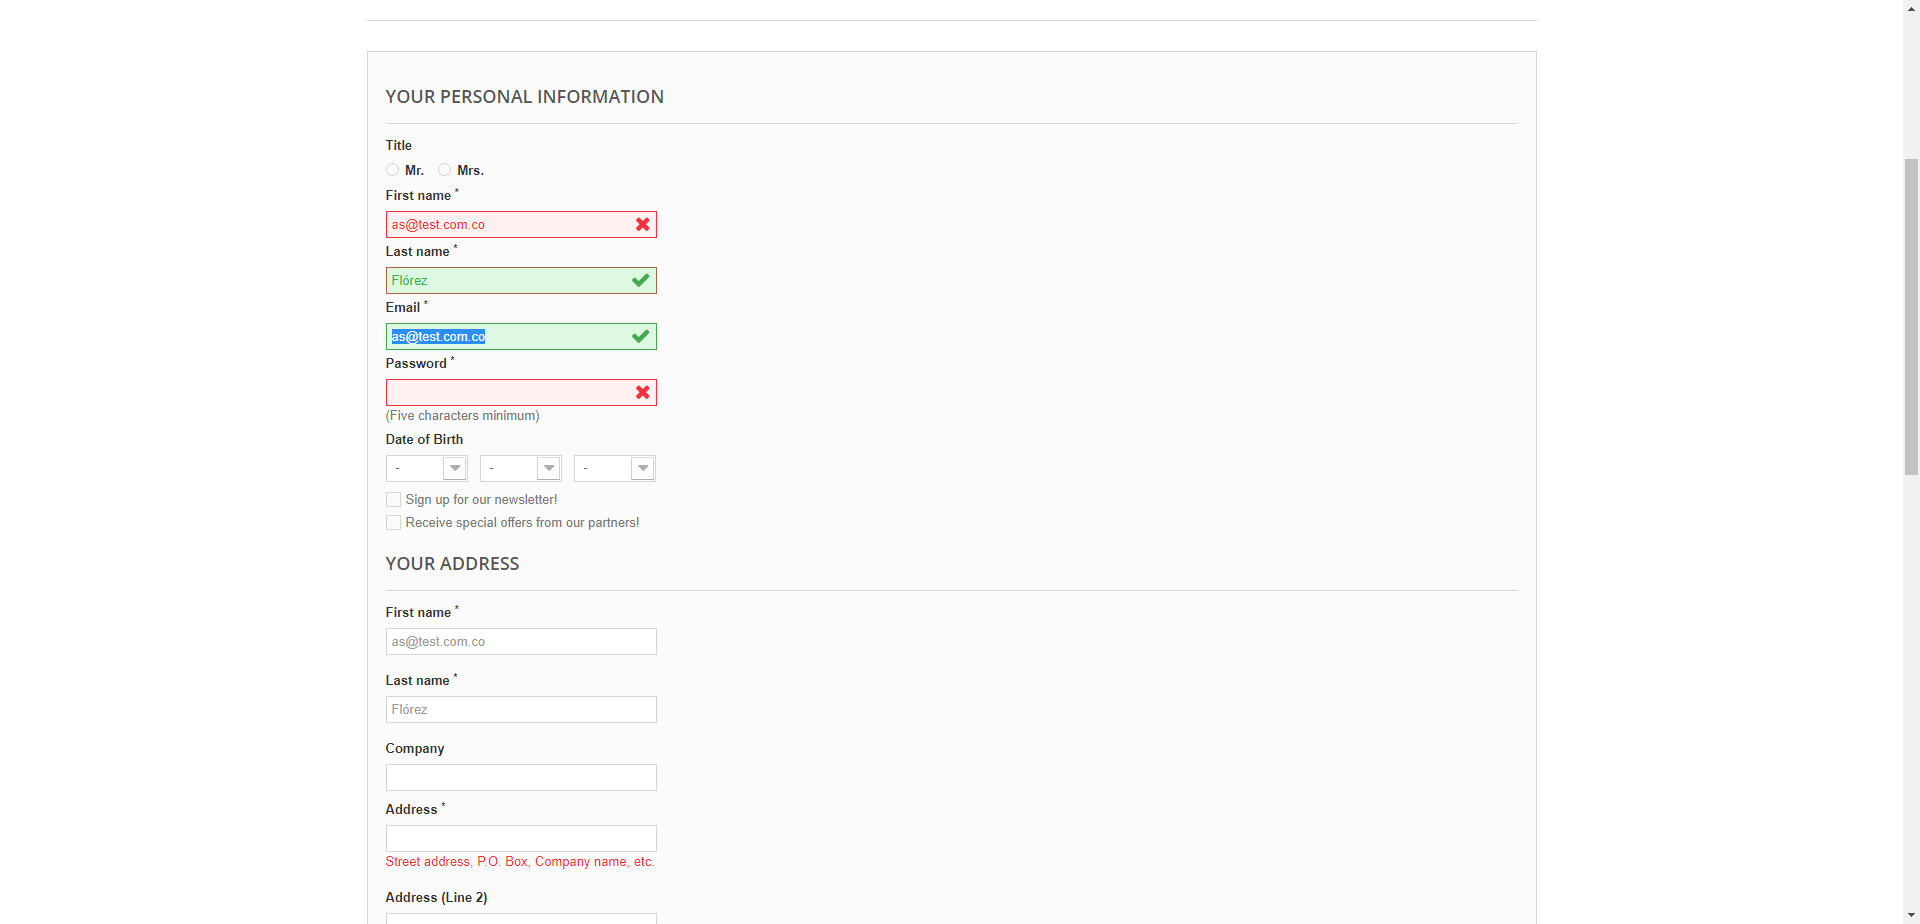 YOUR PERSONAL INFORMATION
Title
Mr. Mrs.
First name *
as@test.com.co
Last name *
Flórez
Email *
as@test.com.co
Password *
(Five characters minimum)
Date of Birth
- - -
Sign up for our newsletter!
Receive special offers from our partners!
YOUR ADDRESS
First name *
as@test.com.co
Last name *
Flórez
Company
Address *
Street address, P.O. Box, Company name, etc.
Address (Line 2)